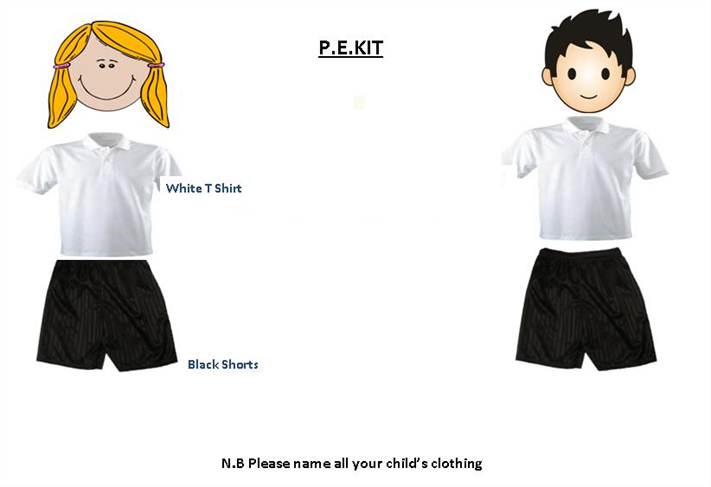 P.E.KIT
White T Shirt
Black Shorts
N.B Please name all your child's clothing